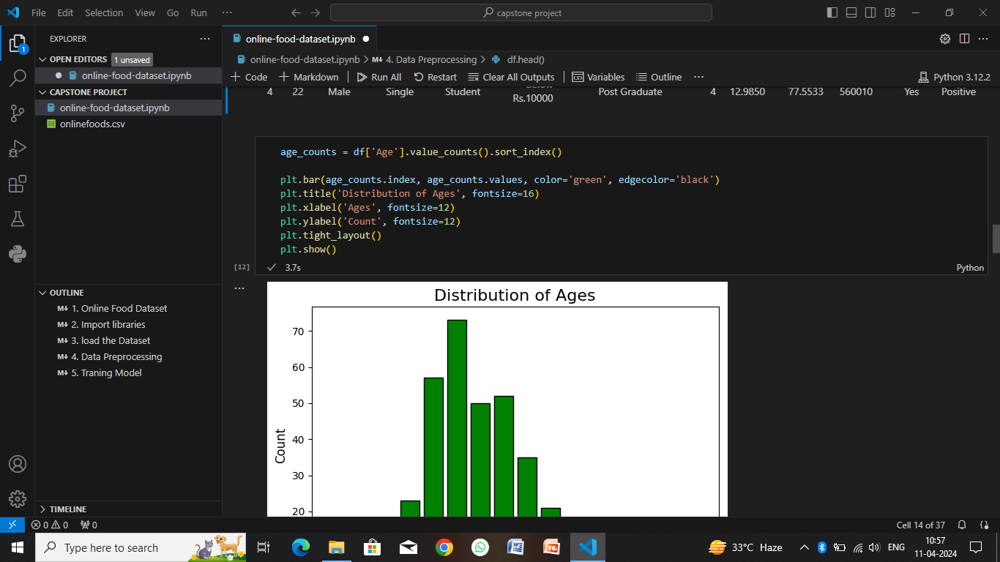 File Edit Selection View Go Run ··· capstone project
EXPLORER ···
OPEN EDITORS 1 unsaved
online-food-dataset.ipynb
CAPSTONE PROJECT
online-food-dataset.ipynb
onlinefoods.csv
OUTLINE
M↓ 1. Online Food Dataset
M↓ 2. Import libraries
M↓ 3. load the Dataset
M↓ 4. Data Preprocessing
M↓ 5. Traning Model
TIMELINE
1
online-food-dataset.ipynb
online-food-dataset.ipynb > M↓ 4. Data Preprocessing > df.head()
+ Code + Markdown Run All Restart Clear All Outputs Variables Outline ··· Python 3.12.2
Below
4 22 Male Single Student Rs.10000 Post Graduate 4 12.9850 77.5533 560010 Yes Positive
age_counts = df['Age'].value_counts().sort_index()
plt.bar(age_counts.index, age_counts.values, color='green', edgecolor='black')
plt.title('Distribution of Ages', fontsize=16)
plt.xlabel('Ages', fontsize=12)
plt.ylabel('Count', fontsize=12)
plt.tight_layout()
plt.show()
[12] 3.7s Python
Distribution of Ages
70
60
50
40
30
20
Count
0 0 0 Cell 14 of 37
Type here to search 33°C Haze ENG 10:57
11-04-2024